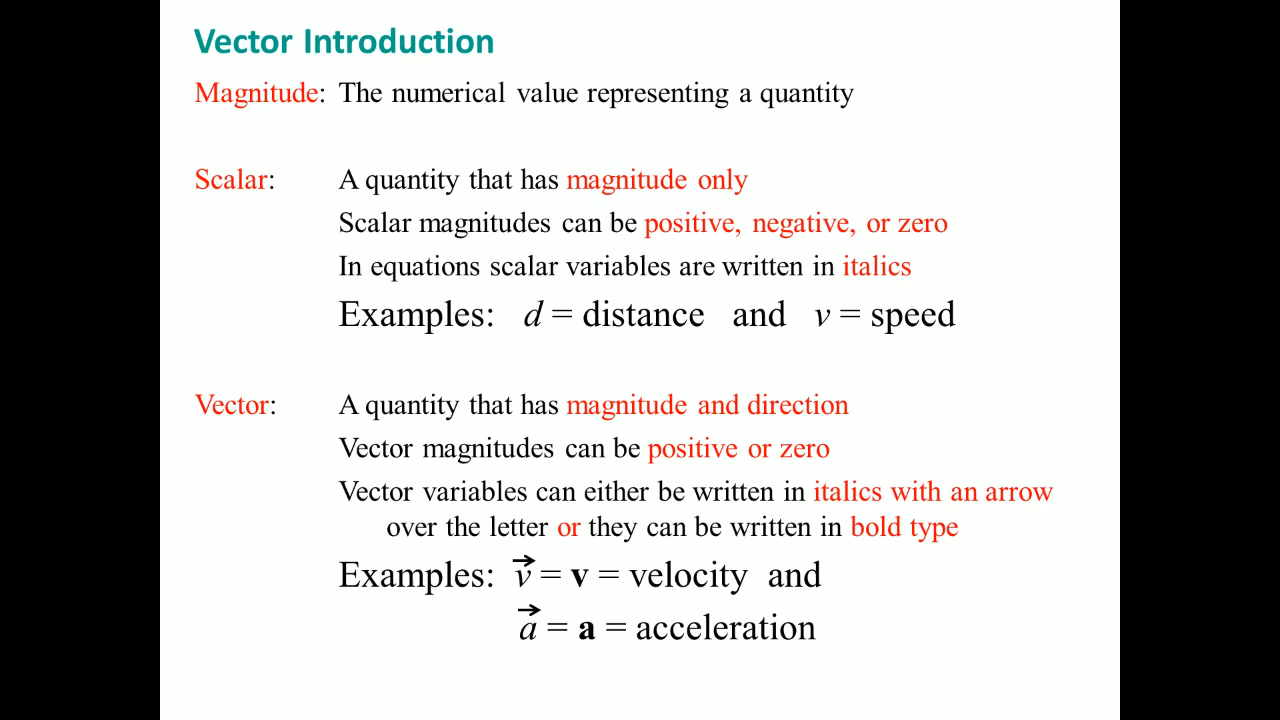 Vector Introduction
Magnitude: The numerical value representing a quantity
Scalar: A quantity that has magnitude only
Scalar magnitudes can be positive, negative, or zero
In equations scalar variables are written in italics
Examples: d = distance and v = speed
Vector: A quantity that has magnitude and direction
Vector magnitudes can be positive or zero
Vector variables can either be written in italics with an arrow
over the letter or they can be written in bold type
Examples: v⃗ = v = velocity and
a⃗ = a = acceleration